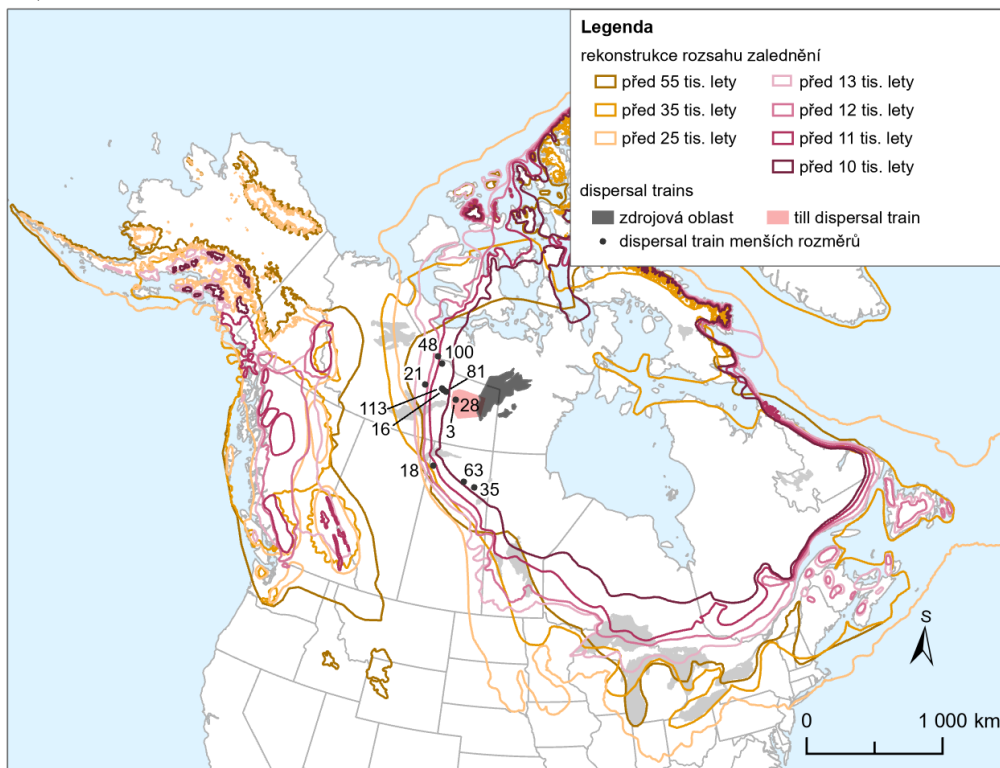 Legenda
rekonstrukce rozsahu zalednění
před 55 tis. lety
před 13 tis. lety
před 35 tis. lety
před 12 tis. lety
před 25 tis. lety
před 11 tis. lety
před 10 tis. lety
dispersal trains
zdrojová oblast
till dispersal train
dispersal train menších rozměrů
48
100
21
81
113
28
16
3
18
63
35
S
0 1 000 km